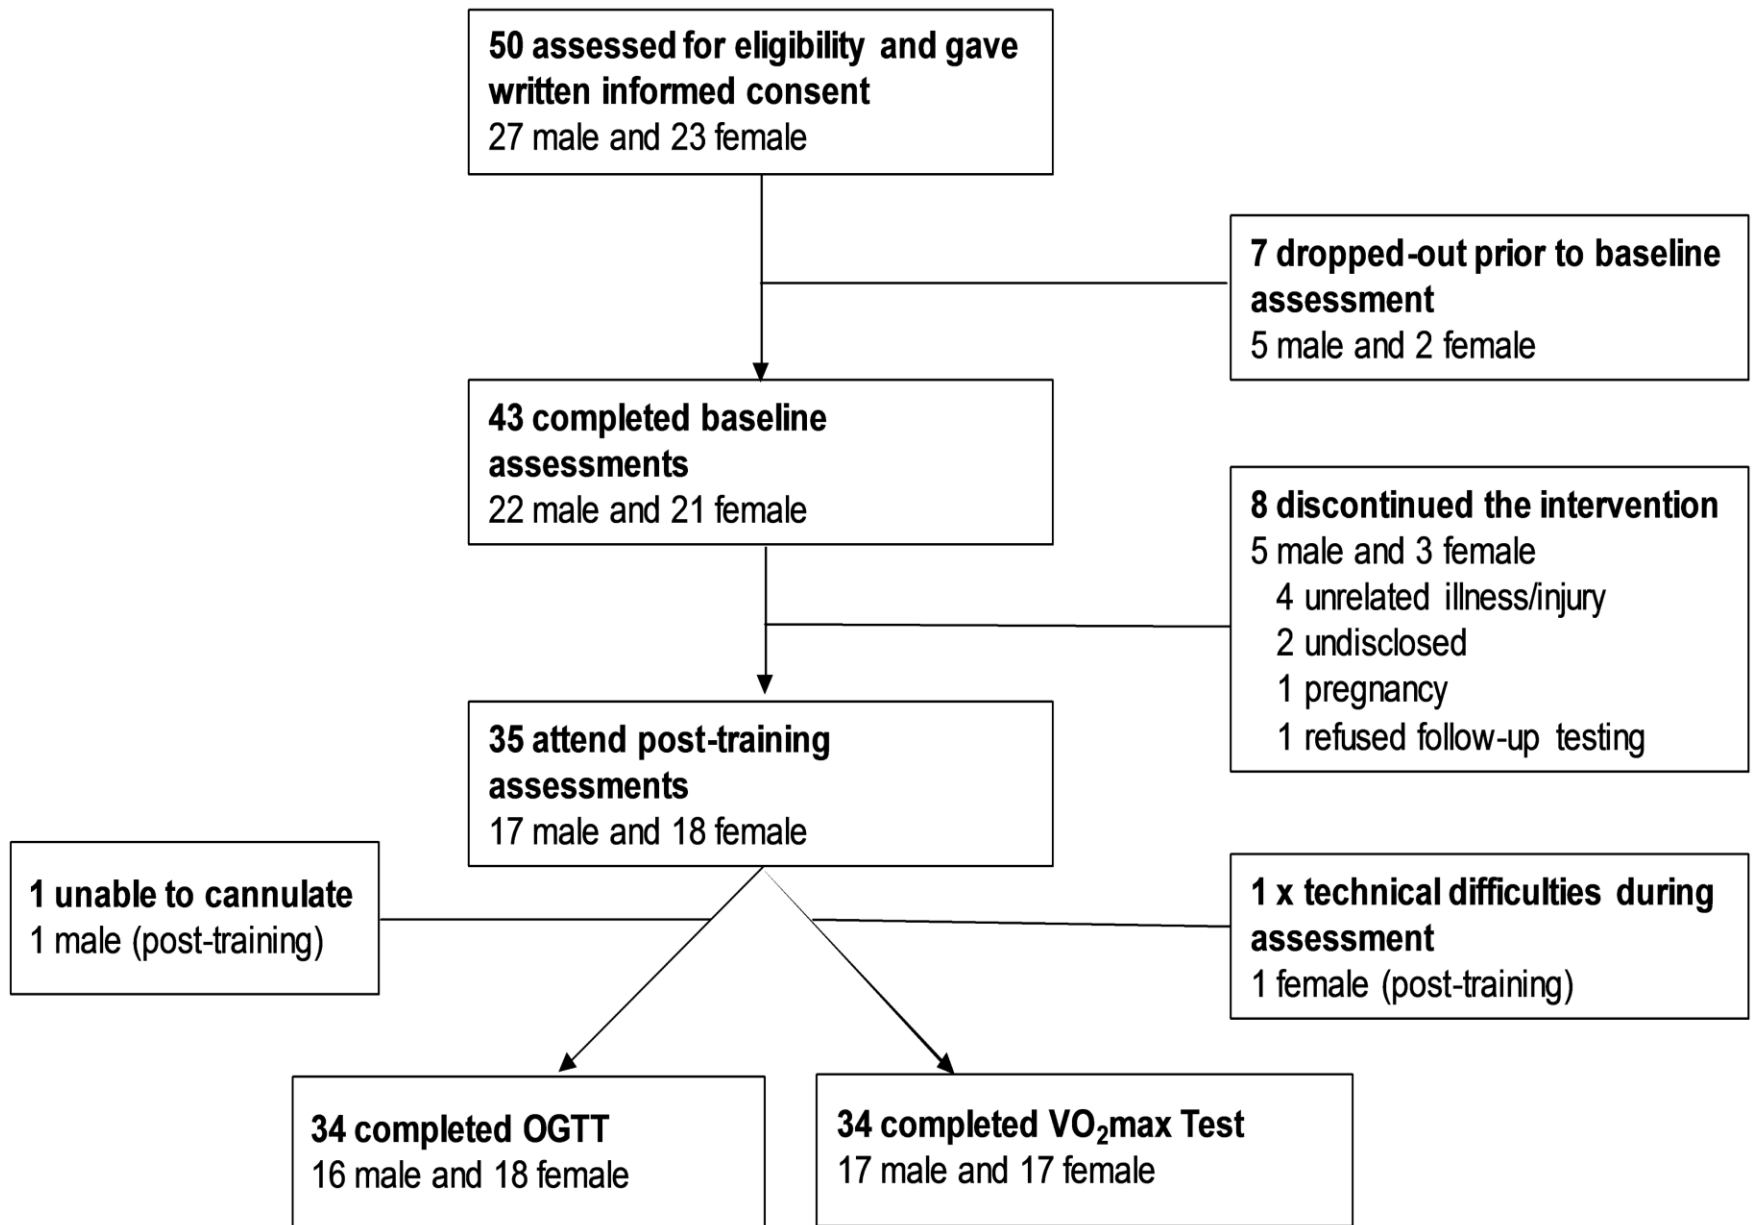 50 assessed for eligibility and gave
written informed consent
27 male and 23 female
7 dropped-out prior to baseline
assessment
5 male and 2 female
43 completed baseline
assessments
22 male and 21 female
8 discontinued the intervention
5 male and 3 female
4 unrelated illness/injury
2 undisclosed
1 pregnancy
1 refused follow-up testing
35 attend post-training
assessments
17 male and 18 female
1 unable to cannulate
1 male (post-training)
1 x technical difficulties during
assessment
1 female (post-training)
34 completed OGTT
16 male and 18 female
34 completed VO₂max Test
17 male and 17 female